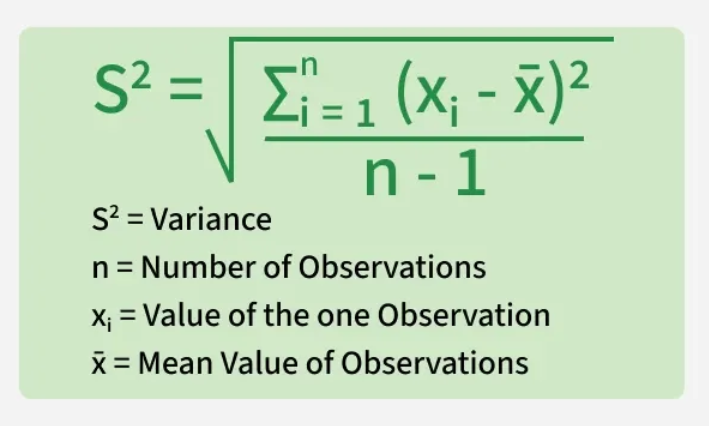 S² = √ ∑ⁿᵢ₌₁ (xᵢ - x̄)²
n - 1
S² = Variance
n = Number of Observations
xᵢ = Value of the one Observation
x̄ = Mean Value of Observations